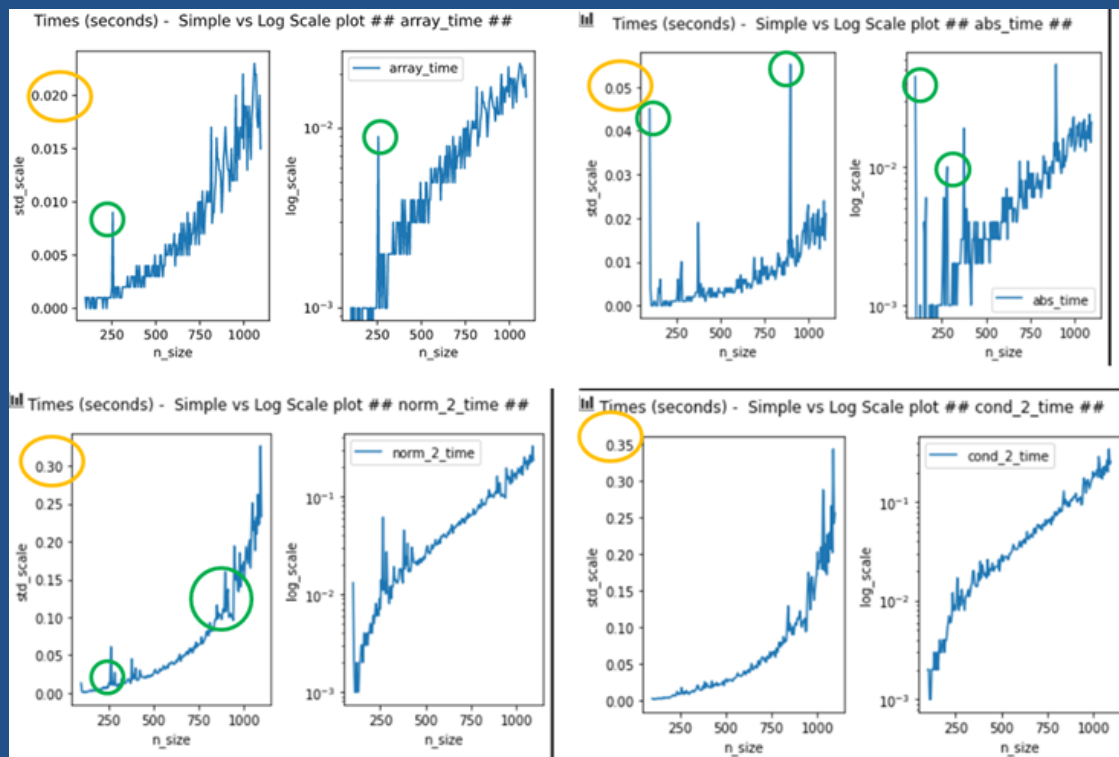 Times (seconds) - Simple vs Log Scale plot ## array_time ##
0.020
0.015
0.010
0.005
0.000
std_scale
250 500 750 1000
n_size
array_time
10⁻²
10⁻³
log_scale
250 500 750 1000
n_size
Times (seconds) - Simple vs Log Scale plot ## abs_time ##
0.05
0.04
0.03
0.02
0.01
0.00
std_scale
250 500 750 1000
n_size
10⁻²
10⁻³
log_scale
abs_time
250 500 750 1000
n_size
Times (seconds) - Simple vs Log Scale plot ## norm_2_time ##
0.30
0.25
0.20
0.15
0.10
0.05
0.00
std_scale
250 500 750 1000
n_size
norm_2_time
10⁻¹
10⁻²
10⁻³
log_scale
250 500 750 1000
n_size
Times (seconds) - Simple vs Log Scale plot ## cond_2_time ##
0.35
0.30
0.25
0.20
0.15
0.10
0.05
0.00
std_scale
250 500 750 1000
n_size
cond_2_time
10⁻¹
10⁻²
10⁻³
log_scale
250 500 750 1000
n_size